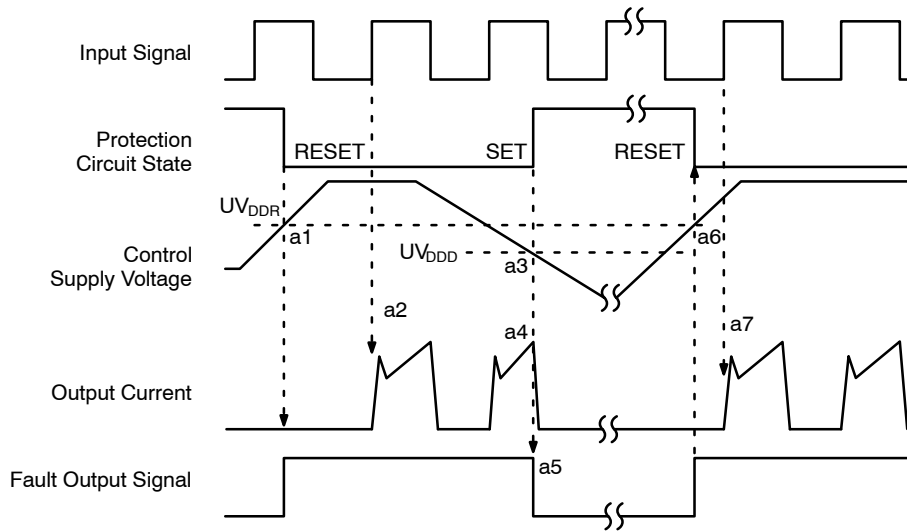 Input Signal
Protection
Circuit State
RESET
SET
RESET
UVDDR
a1
a6
Control
Supply Voltage
UVDDD
a3
a2
a4
a7
Output Current
a5
Fault Output Signal